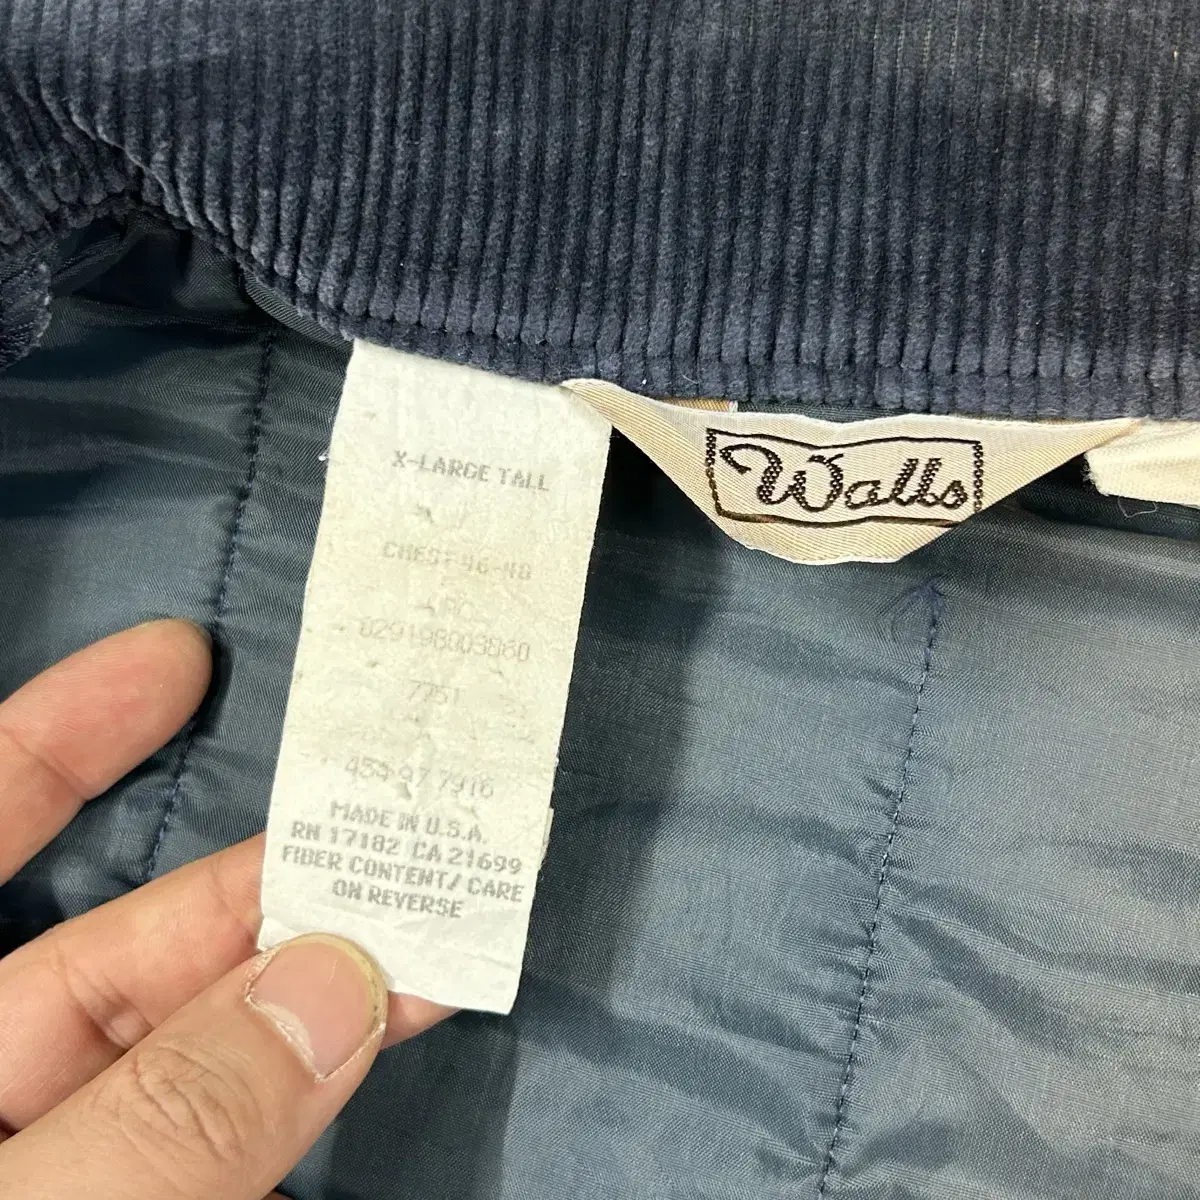 X-LARGE TALL
CHEST 46-48
029198003860
7751
454 97 7916
MADE IN U.S.A.
RN 17182 CA 21699
FIBER CONTENT/ CARE
ON REVERSE
Walls